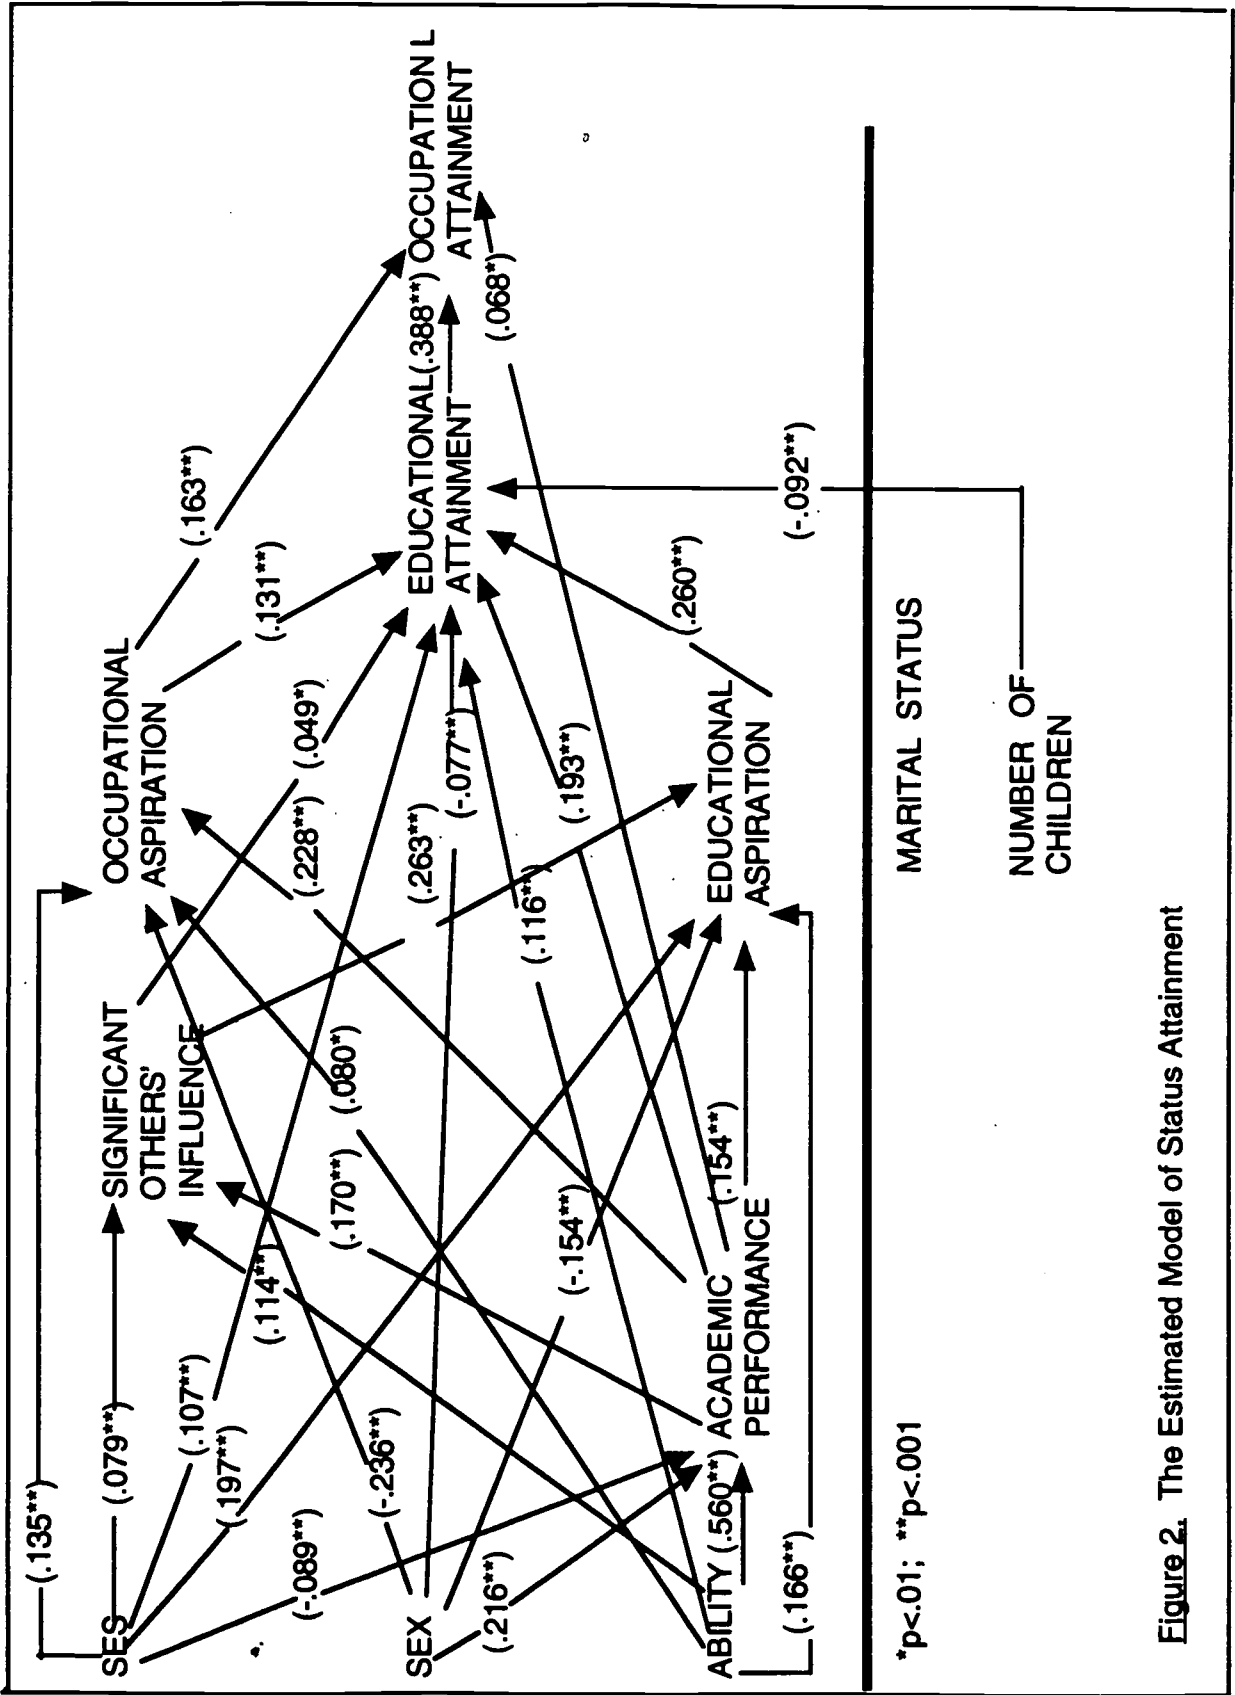 (.135**)
SES
(.079**)
SIGNIFICANT
OTHERS'
INFLUENCE
OCCUPATIONAL
ASPIRATION
(.163**)
(.107**)
(.197**)
(.114**)
(.170**)
(.080*)
(.228**)
(.049*)
(.131**)
(-.089**)
(-.236**)
(.263**)
(-.077**)
SEX
(.216**)
(-.154**)
(.116**)
(.193**)
EDUCATIONAL
ATTAINMENT
(.388**)
OCCUPATION L
ATTAINMENT
(.068*)
(.260**)
ABILITY
(.560**)
ACADEMIC
PERFORMANCE
(.154**)
EDUCATIONAL
ASPIRATION
(.166**)
(-.092**)
MARITAL STATUS
NUMBER OF
CHILDREN
*p<.01; **p<.001
Figure 2. The Estimated Model of Status Attainment